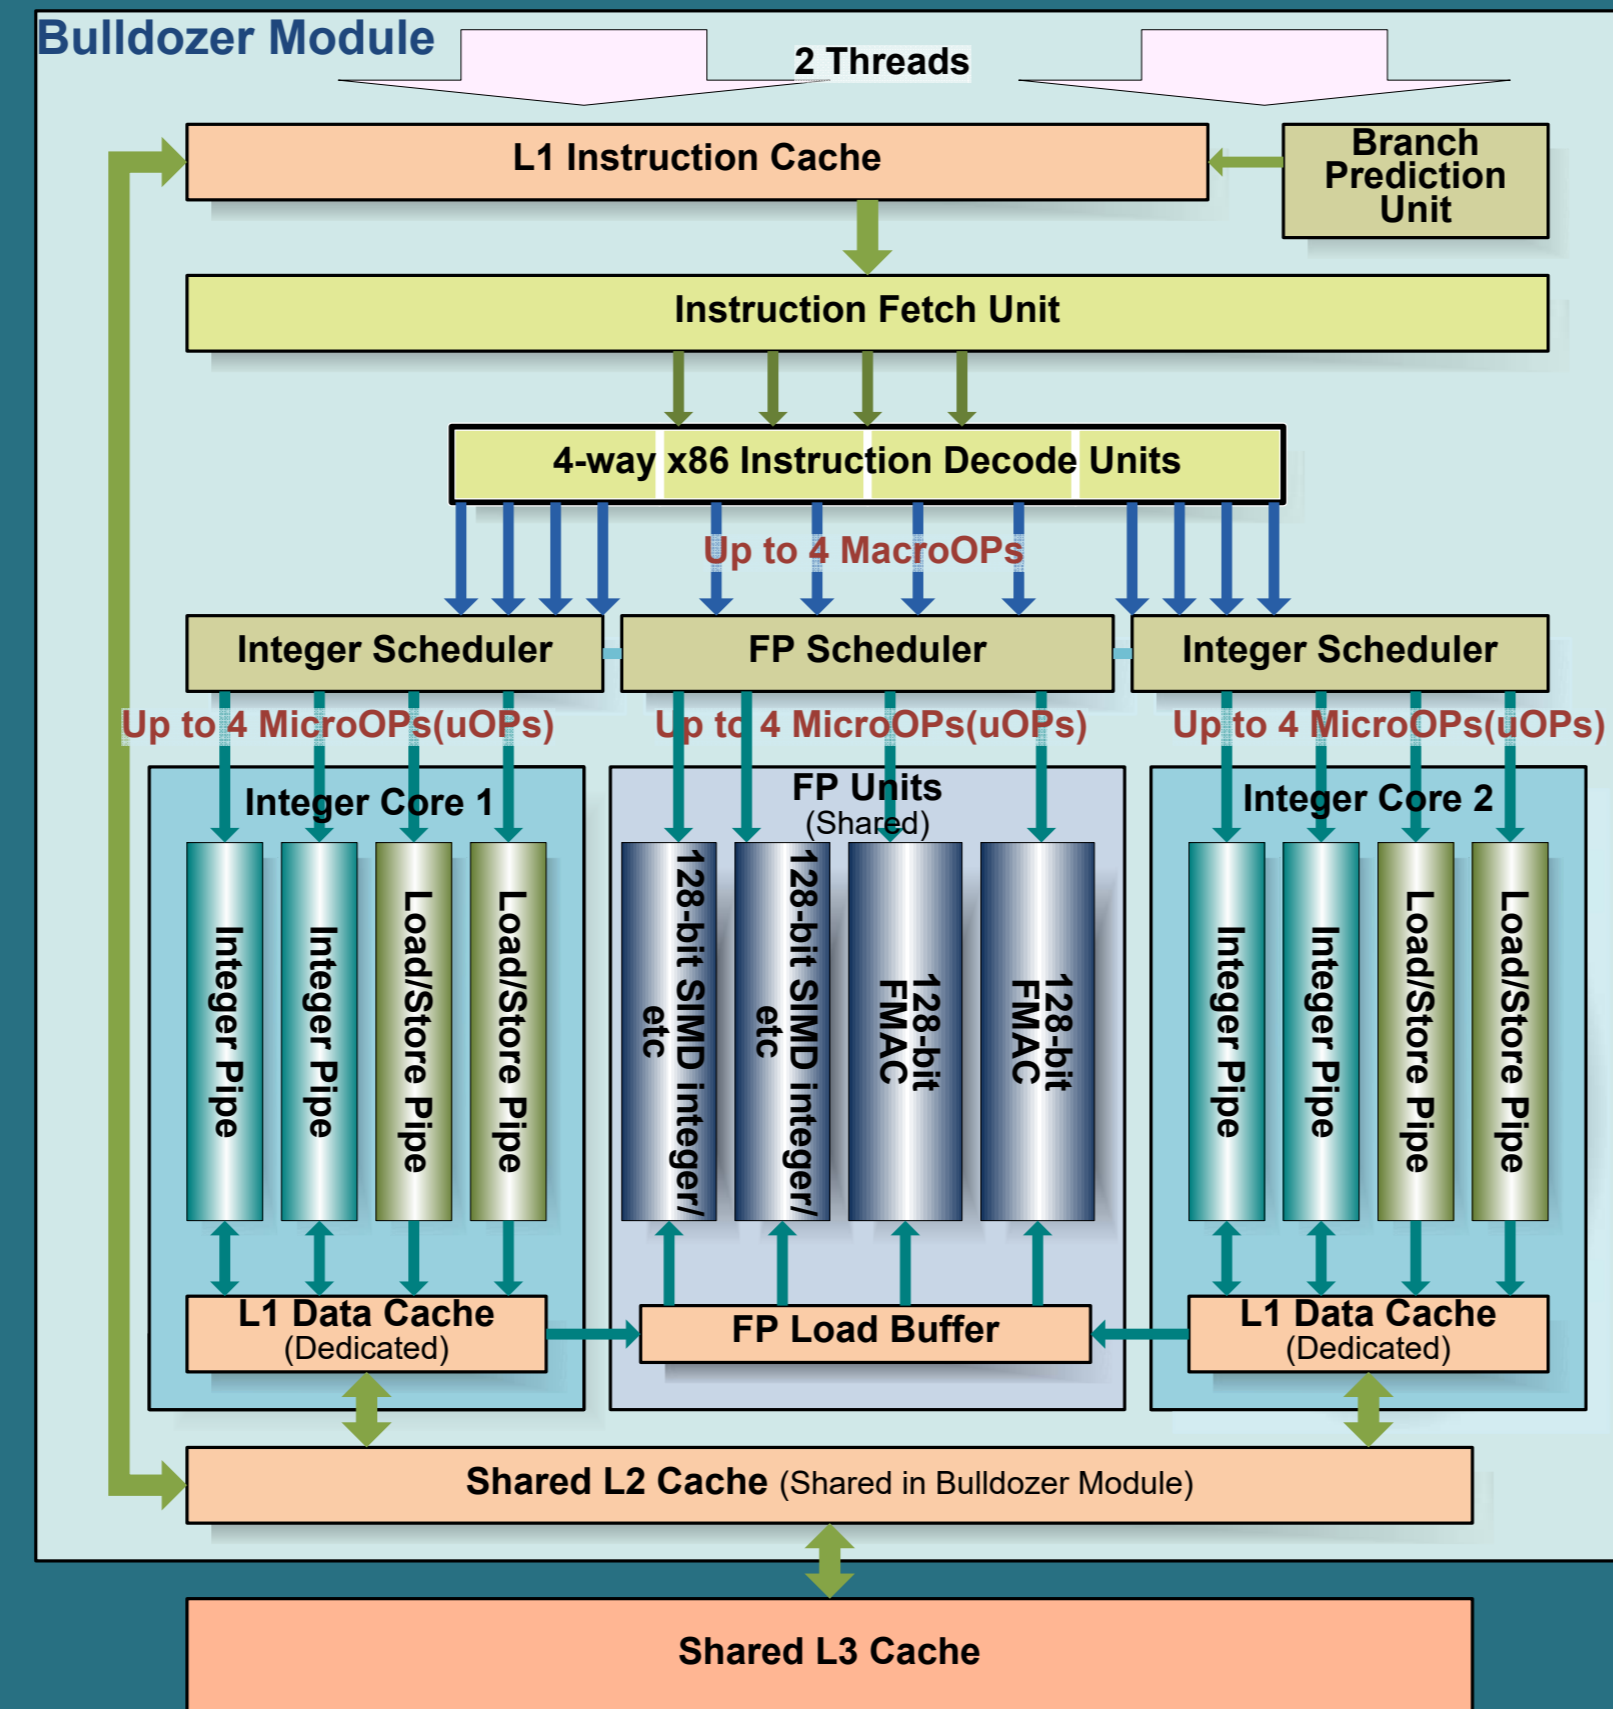 Bulldozer Module
2 Threads
L1 Instruction Cache
Branch
Prediction
Unit
Instruction Fetch Unit
4-way x86 Instruction Decode Units
Up to 4 MacroOPs
Integer Scheduler
FP Scheduler
Integer Scheduler
Up to 4 MicroOPs(uOPs)
Up to 4 MicroOPs(uOPs)
Up to 4 MicroOPs(uOPs)
Integer Core 1
Integer Pipe
Integer Pipe
Load/Store Pipe
Load/Store Pipe
L1 Data Cache
(Dedicated)
FP Units
(Shared)
128-bit SIMD integer/
etc
128-bit SIMD integer/
etc
128-bit
FMAC
128-bit
FMAC
FP Load Buffer
Integer Core 2
Integer Pipe
Integer Pipe
Load/Store Pipe
Load/Store Pipe
L1 Data Cache
(Dedicated)
Shared L2 Cache (Shared in Bulldozer Module)
Shared L3 Cache